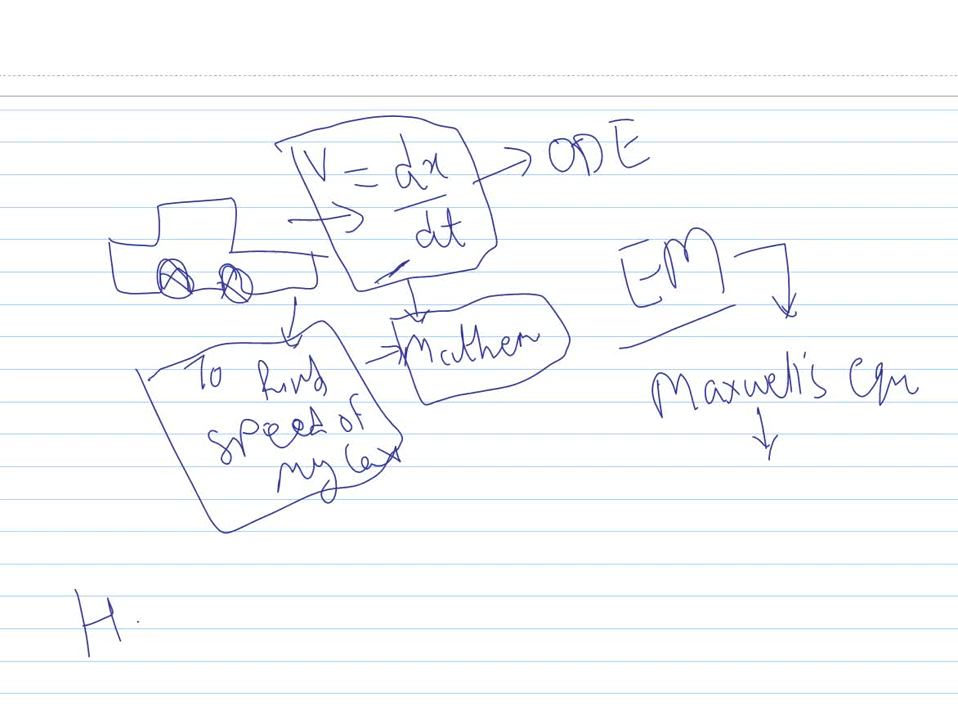 V = dx
dt
→ ODE
EM
Mathem
To find
speed of
my car
Maxwell's Eqn
H.